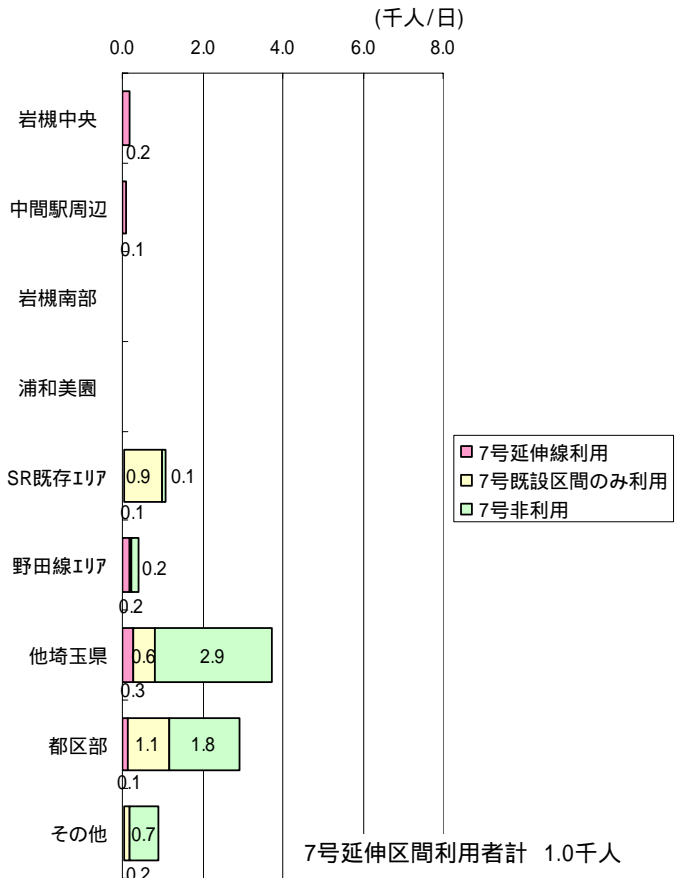 (千人/日)
0.0 2.0 4.0 6.0 8.0
岩槻中央
0.2
中間駅周辺
0.1
岩槻南部
浦和美園
SR既存ｴﾘｱ
0.9 0.1
0.1
野田線ｴﾘｱ
0.2
0.2
他埼玉県
0.6 2.9
0.3
都区部
1.1 1.8
0.1
その他
0.7
0.2
7号延伸線利用
7号既設区間のみ利用
7号非利用
7号延伸区間利用者計 1.0千人